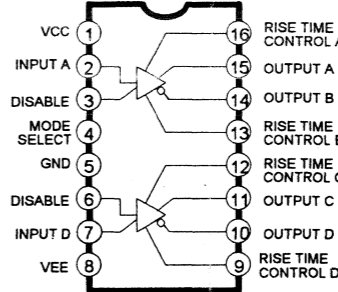 VCC 1
INPUT A 2
DISABLE 3
MODE
SELECT 4
GND 5
DISABLE 6
INPUT D 7
VEE 8
16 RISE TIME
CONTROL A
15 OUTPUT A
14 OUTPUT B
13 RISE TIME
CONTROL B
12 RISE TIME
CONTROL C
11 OUTPUT C
10 OUTPUT D
9 RISE TIME
CONTROL D